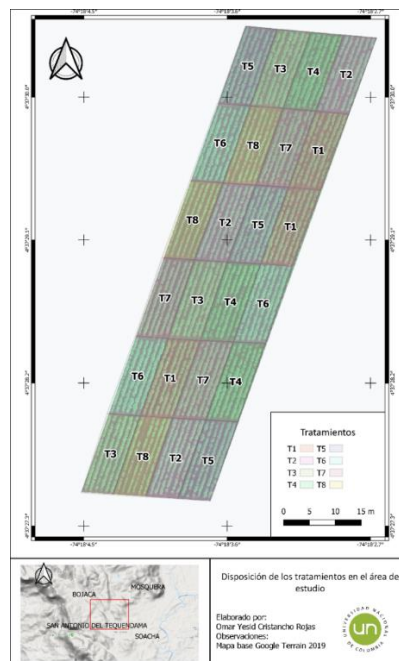 -74°18'4.5" -74°18'3.6" -74°18'2.7"
T5 T3 T4 T2
T6 T8 T7 T1
T8 T2 T5 T1
T7 T3 T4 T6
T6 T1 T7 T4
T3 T8 T2 T5
Tratamientos
T1 T5
T2 T6
T3 T7
T4 T8
0 5 10 15 m
-74°18'4.5" -74°18'3.6" -74°18'2.7"
BOJACA
MOSQUERA
SAN ANTONIO DEL TEQUENDAMA
SOACHA
Disposición de los tratamientos en el área de
estudio
Elaborado por:
Omar Yesid Cristancho Rojas
Observaciones:
Mapa base Google Terrain 2019
UNIVERSIDAD NACIONAL
DE COLOMBIA
un